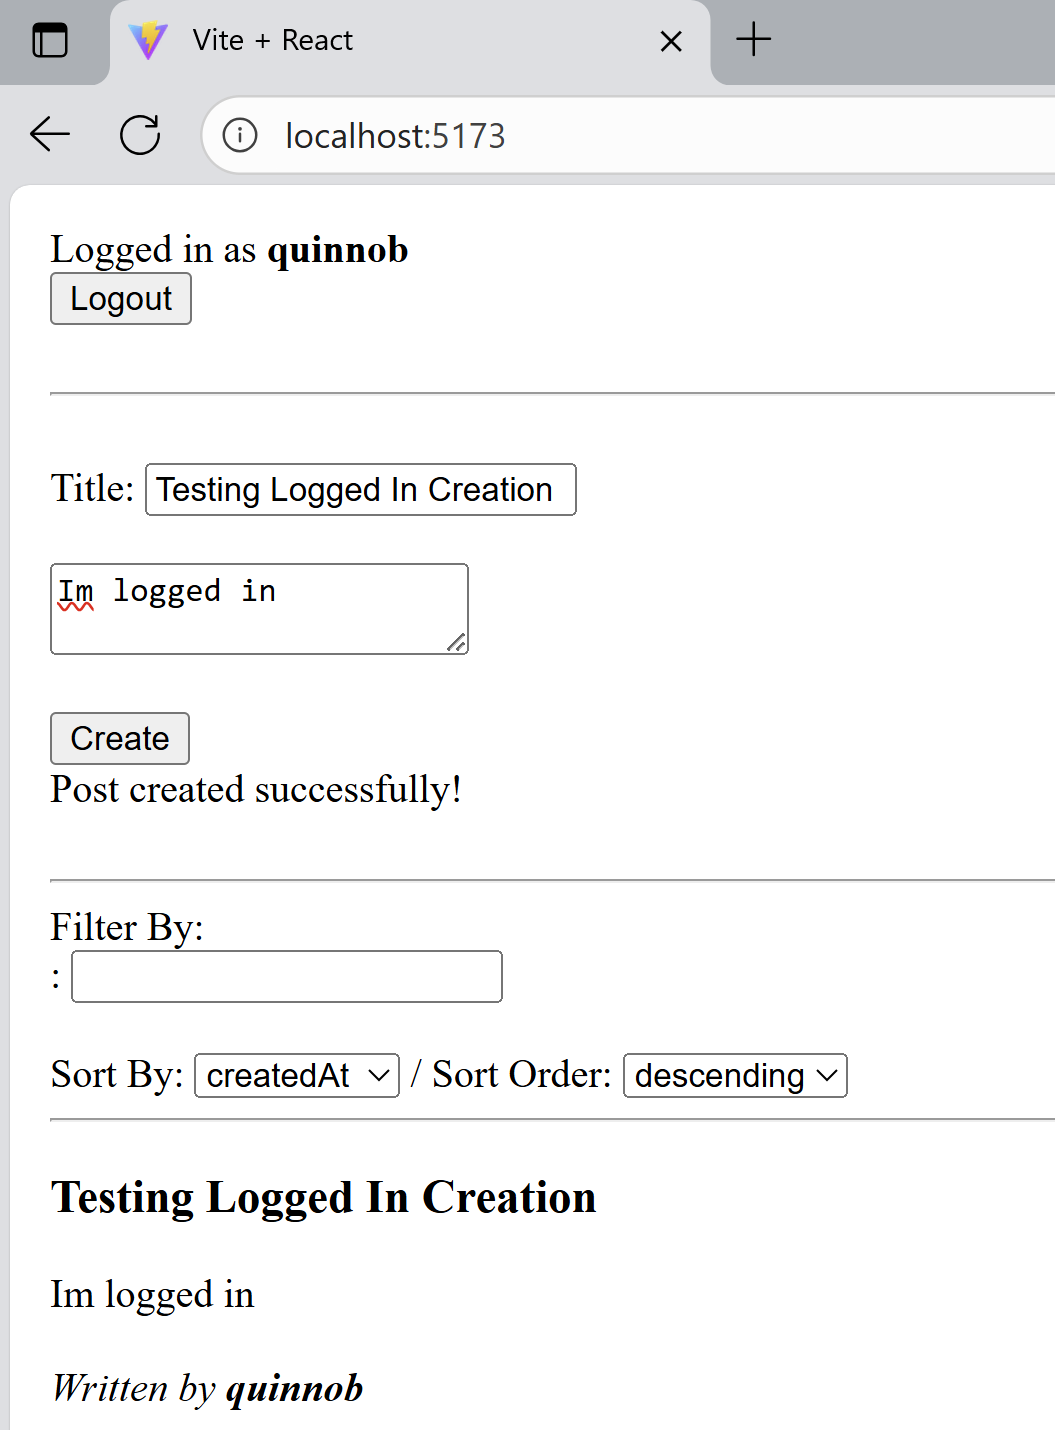 Vite + React
localhost:5173
Logged in as quinnob
Logout
Title: Testing Logged In Creation
Im logged in
Create
Post created successfully!
Filter By:
:
Sort By: createdAt / Sort Order: descending
Testing Logged In Creation
Im logged in
Written by quinnob